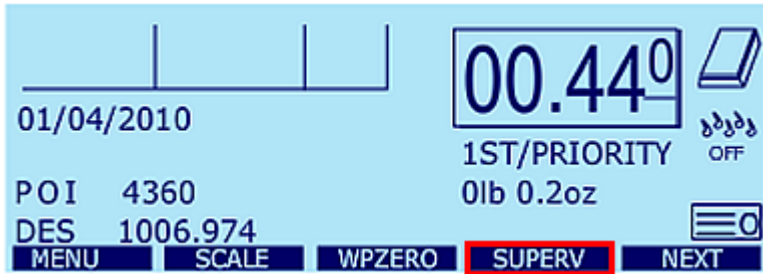 00.440
01/04/2010
1ST/PRIORITY
OFF
POI 4360
0lb 0.2oz
DES 1006.974
MENU SCALE WPZERO SUPERV NEXT